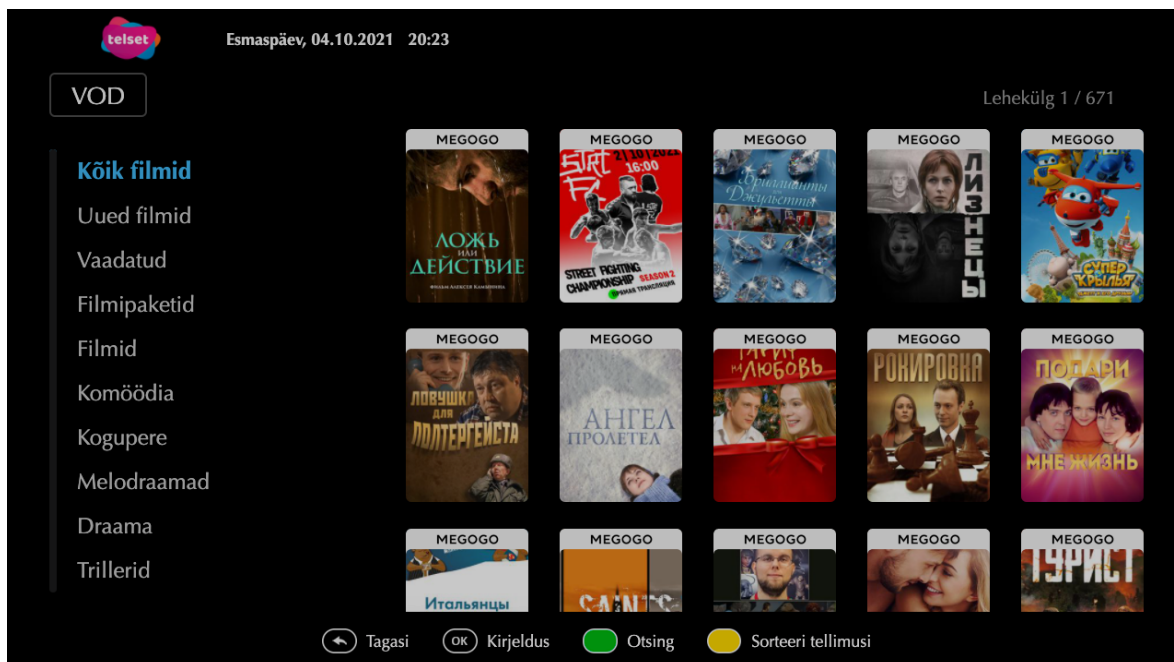 telset
Esmaspäev, 04.10.2021 20:23
VOD
Lehekülg 1 / 671
Kõik filmid
Uued filmid
Vaadatud
Filmipaketid
Filmid
Komöödia
Kogupere
Melodraamad
Draama
Trillerid
MEGOGO
ЛОЖЬ
ИЛИ
ДЕЙСТВИЕ
MEGOGO
16:00
STREET FIGHTING
CHAMPIONSHIP SEASON 2
ПРЯМАЯ ТРАНСЛЯЦИЯ
MEGOGO
Бриллианты
Джульетты
MEGOGO
ЛИЗНЕЦЫ
MEGOGO
СУПЕР
КРЫЛЬЯ
MEGOGO
ЛОВУШКА
ДЛЯ
ПОЛТЕРГЕЙСТА
MEGOGO
АНГЕЛ
ПРОЛЕТЕЛ
MEGOGO
НА ЛЮБОВЬ
MEGOGO
РОКИРОВКА
MEGOGO
ПОДАРИ
МНЕ ЖИЗНЬ
MEGOGO
Итальянцы
MEGOGO
MEGOGO
MEGOGO
MEGOGO
ТУРИСТ
Tagasi
OK Kirjeldus
Otsing
Sorteeri tellimusi